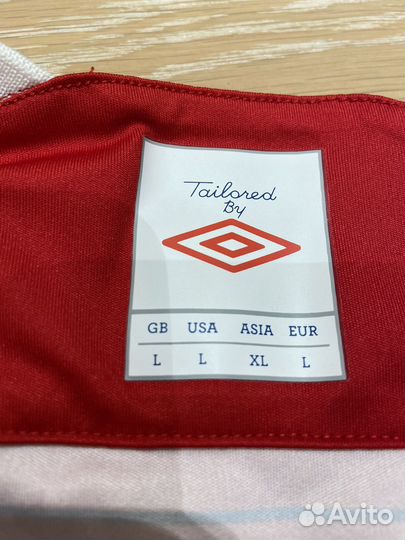 Tailored
By
GB USA ASIA EUR
L L XL L
Avito